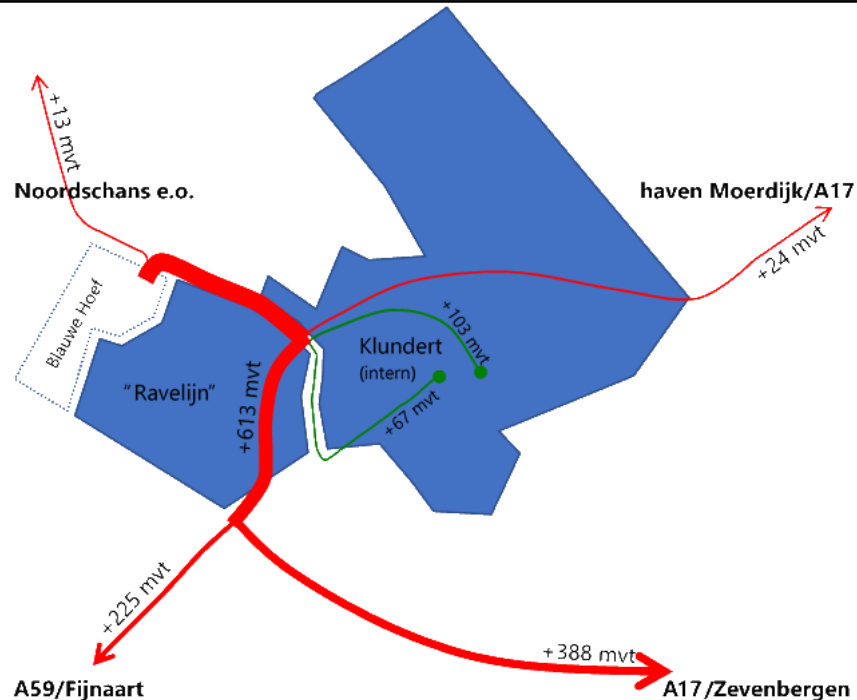 +13 mvt
Noordschans e.o.
haven Moerdijk/A17
+24 mvt
Blauwe Hoef
+103 mvt
Klundert
(intern)
"Ravelijn"
+613 mvt
+67 mvt
+225 mvt
+388 mvt
A59/Fijnaart
A17/Zevenbergen